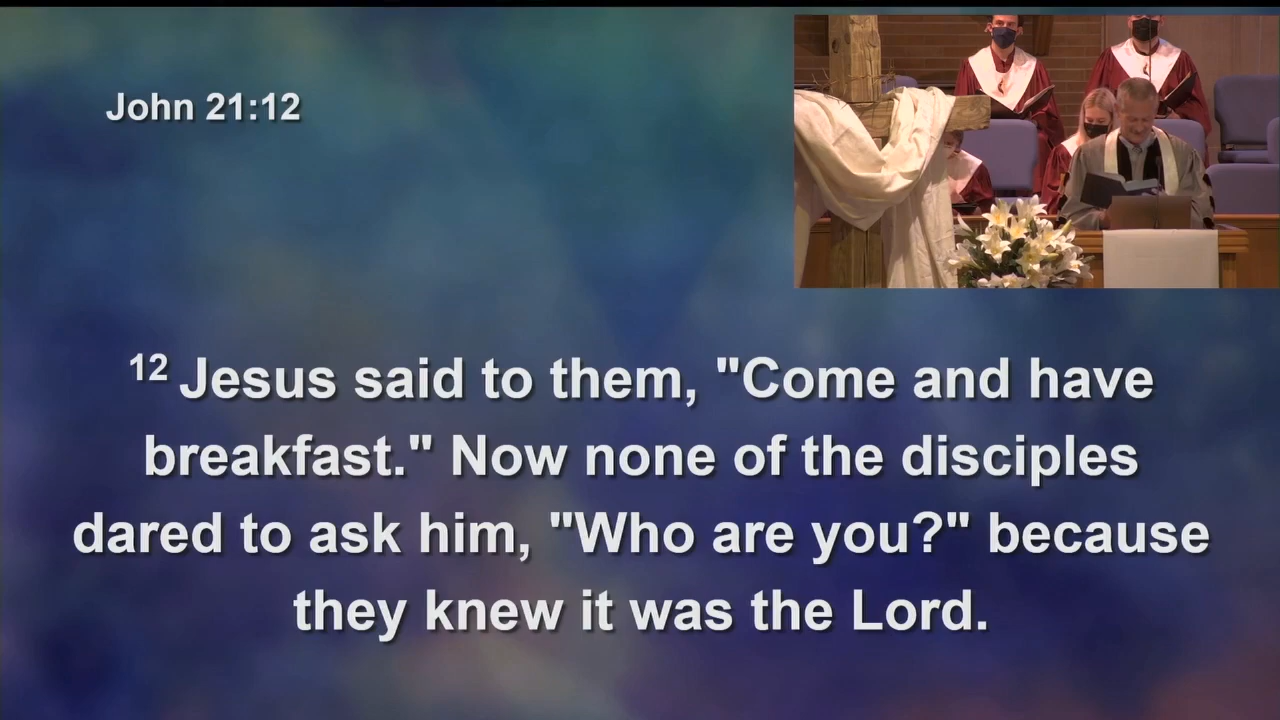 John 21:12
12 Jesus said to them, "Come and have
breakfast." Now none of the disciples
dared to ask him, "Who are you?" because
they knew it was the Lord.